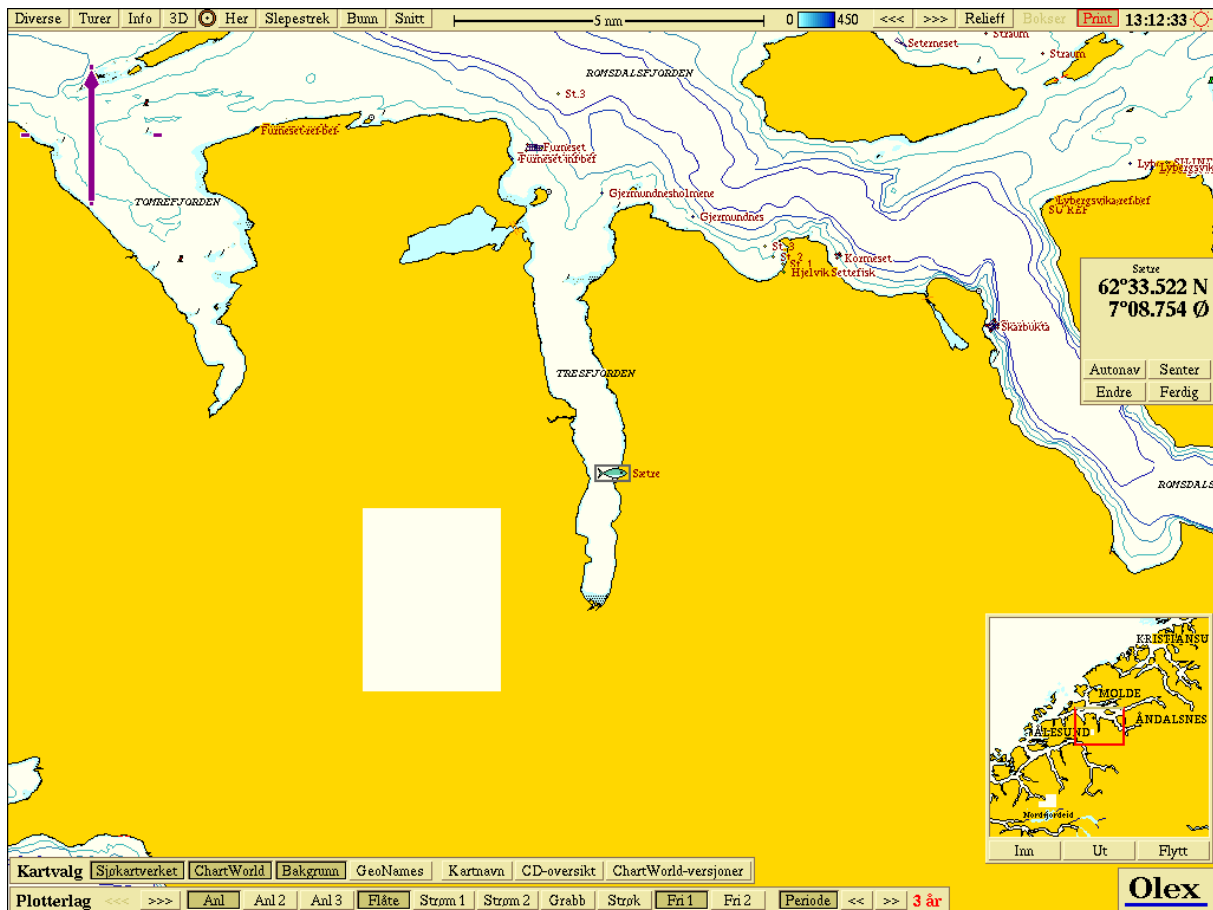 Diverse Turer Info 3D Her Slepestrek Bunn Snitt 5 nm 0 450 <<< >>> Relieff Bokser Print 13:12:33
Straum
Seterneset
Straum
ROMSDALSFJORDEN
St.3
Furneset ref bef
Furneset
Furneset inf bef
Lybergsvik
Gjermundnesholmene
TOMREFJORDEN
Lybergsvika ref bef
SU REF
Gjermundnes
St. 3
St. 2
St. 1
Kormeset
Hjelvik Settefisk
Sætre
62°33.522 N
7°08.754 Ø
Skarbukta
TRESFJORDEN
Autonav Senter
Endre Ferdig
Sætre
ROMSDALS
KRISTIANSU
MOLDE
ÅNDALSNES
ÅLESUND
Nordfjordeid
Inn Ut Flytt
Kartvalg Sjøkartverket ChartWorld Bakgrunn GeoNames Kartnavn CD-oversikt ChartWorld-versjoner
Olex
Plotterlag <<< >>> Anl Anl 2 Anl 3 Flåte Strøm 1 Strøm 2 Grabb Strøk Fri 1 Fri 2 Periode << >> 3 år